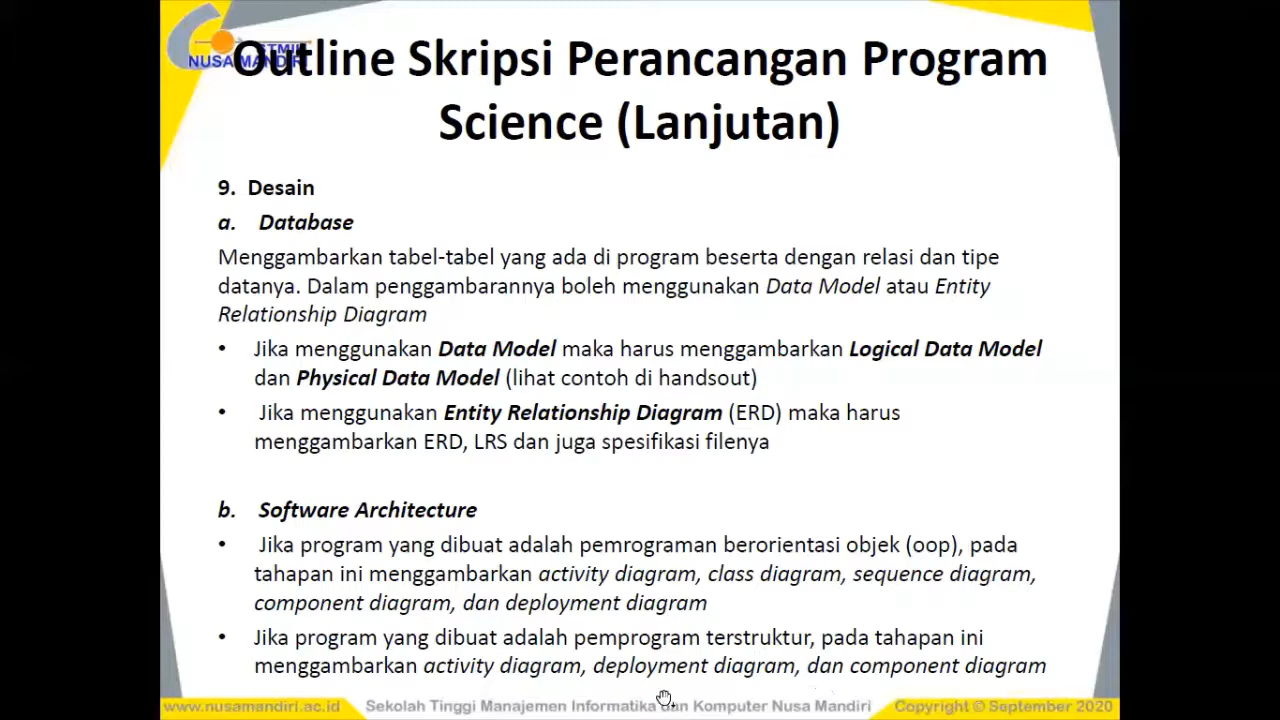 STMIK
NUSA MANDIRI
Outline Skripsi Perancangan Program
Science (Lanjutan)
9. Desain
a. Database
Menggambarkan tabel-tabel yang ada di program beserta dengan relasi dan tipe
datanya. Dalam penggambarannya boleh menggunakan Data Model atau Entity
Relationship Diagram
• Jika menggunakan Data Model maka harus menggambarkan Logical Data Model
dan Physical Data Model (lihat contoh di handsout)
• Jika menggunakan Entity Relationship Diagram (ERD) maka harus
menggambarkan ERD, LRS dan juga spesifikasi filenya
b. Software Architecture
• Jika program yang dibuat adalah pemrograman berorientasi objek (oop), pada
tahapan ini menggambarkan activity diagram, class diagram, sequence diagram,
component diagram, dan deployment diagram
• Jika program yang dibuat adalah pemprogram terstruktur, pada tahapan ini
menggambarkan activity diagram, deployment diagram, dan component diagram
www.nusamandiri.ac.id Sekolah Tinggi Manajemen Informatika dan Komputer Nusa Mandiri Copyright © September 2020